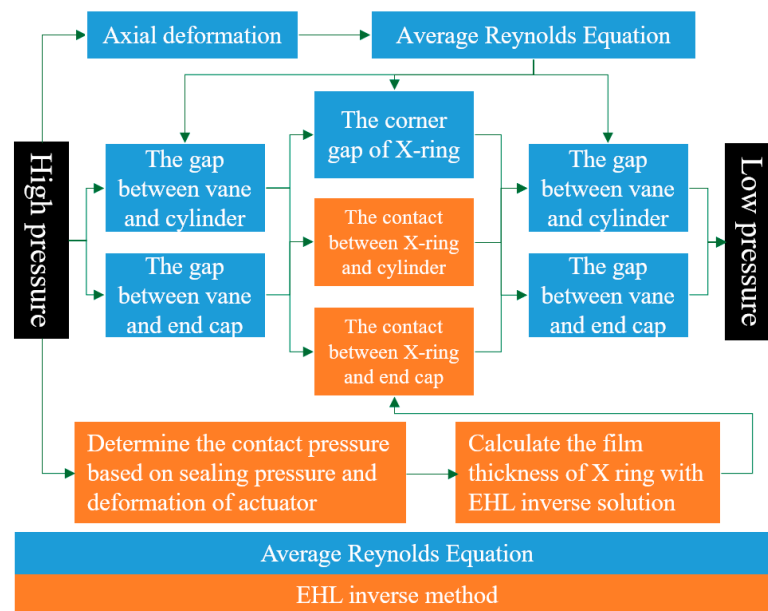 Axial deformation
Average Reynolds Equation
High pressure
The gap
between vane
and cylinder
The gap
between vane
and end cap
The corner
gap of X-ring
The contact
between X-ring
and cylinder
The contact
between X-ring
and end cap
The gap
between vane
and cylinder
The gap
between vane
and end cap
Low pressure
Determine the contact pressure
based on sealing pressure and
deformation of actuator
Calculate the film
thickness of X ring with
EHL inverse solution
Average Reynolds Equation
EHL inverse method